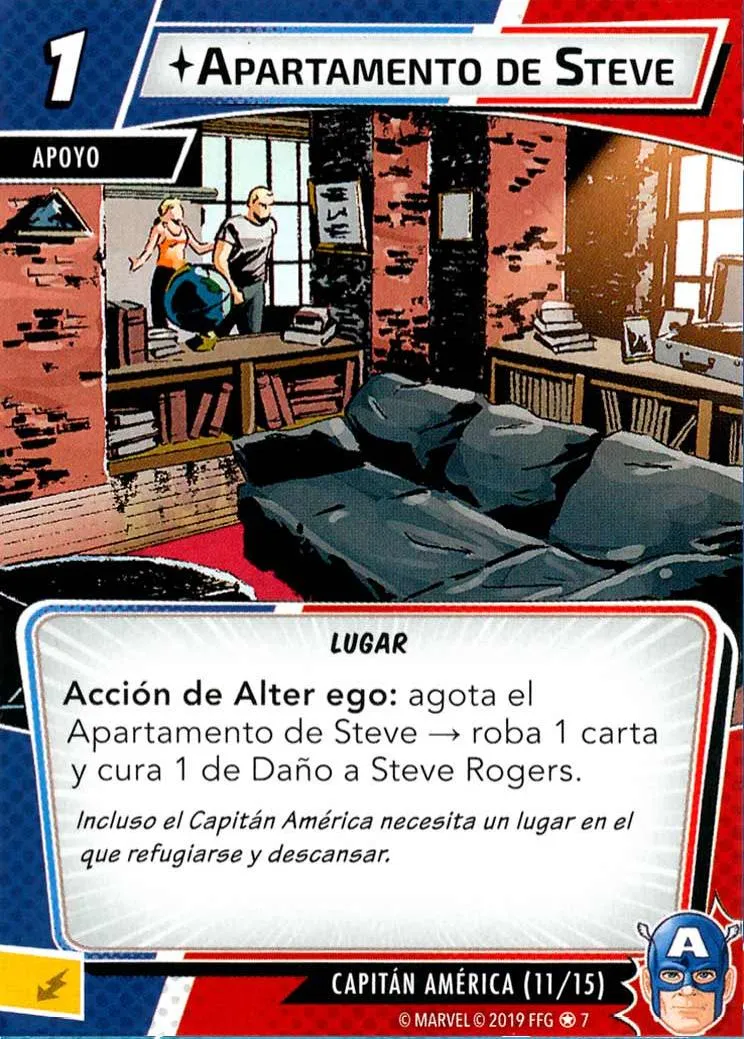 1
APARTAMENTO DE STEVE
APOYO
LUGAR
Acción de Alter ego: agota el
Apartamento de Steve → roba 1 carta
y cura 1 de Daño a Steve Rogers.
Incluso el Capitán América necesita un lugar en el
que refugiarse y descansar.
CAPITÁN AMÉRICA (11/15)
A
© MARVEL © 2019 FFG ✪ 7